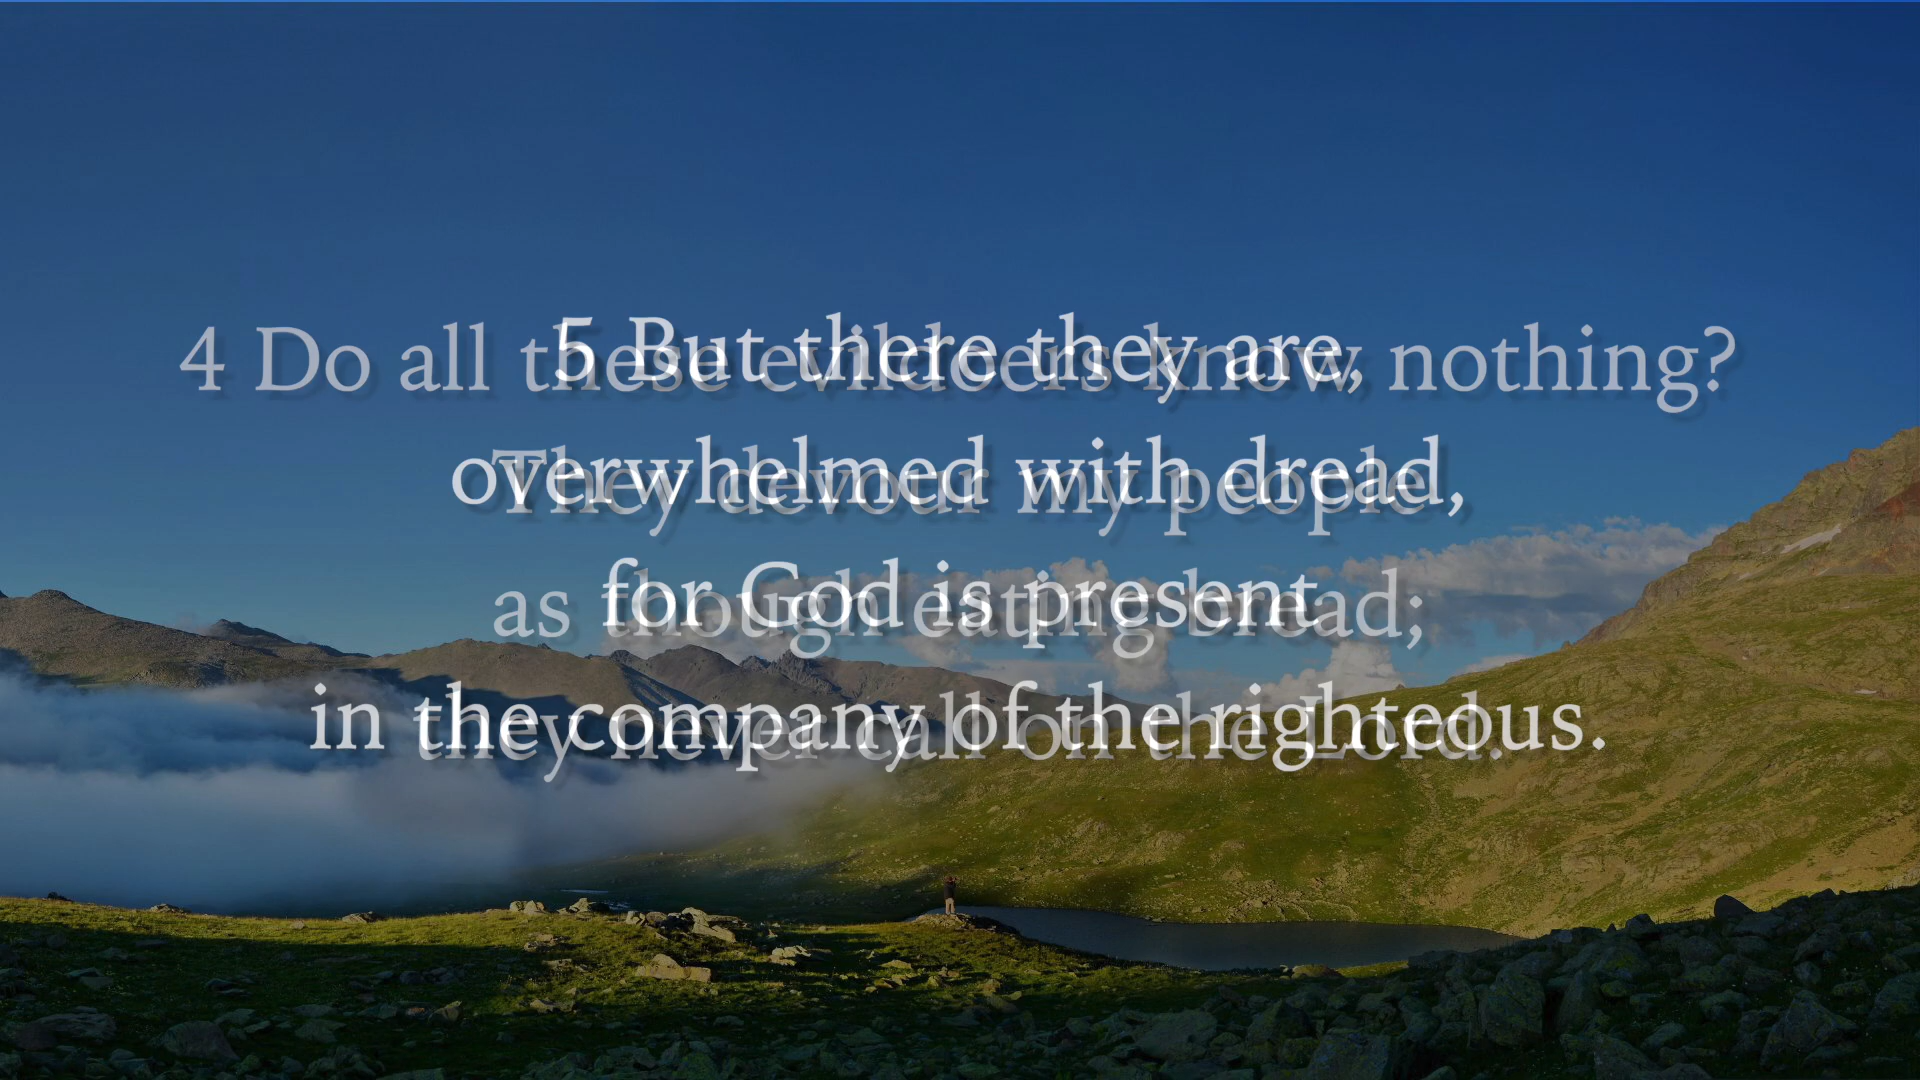 4 Do all these evildoers know nothing?
They devour my people
as though eating bread;
they never call on the Lord.
5 But there they are,
overwhelmed with dread,
for God is present
in the company of the righteous.